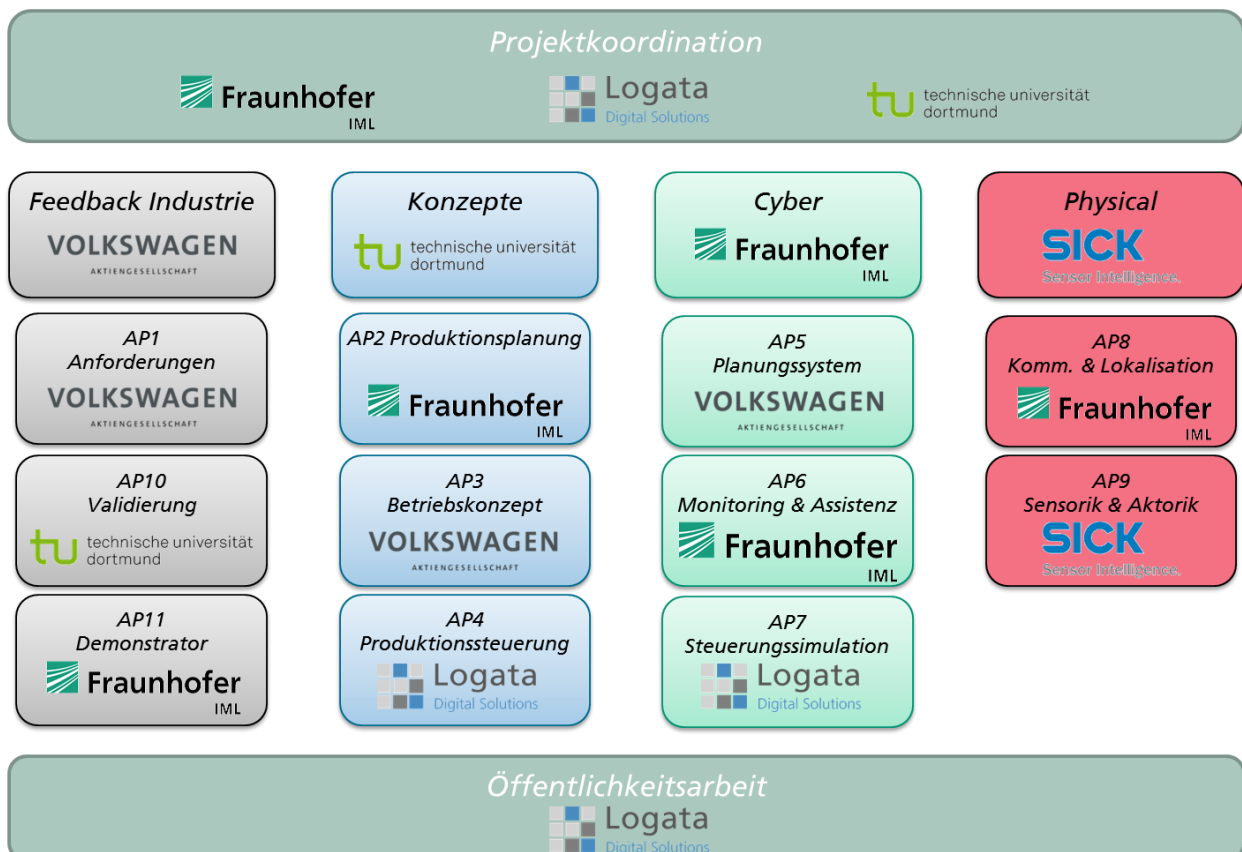 Projektkoordination
Fraunhofer
IML
Logata
Digital Solutions
tu technische universität
dortmund
Feedback Industrie
VOLKSWAGEN
AKTIENGESELLSCHAFT
Konzepte
tu technische universität
dortmund
Cyber
Fraunhofer
IML
Physical
SICK
Sensor Intelligence.
AP1
Anforderungen
VOLKSWAGEN
AKTIENGESELLSCHAFT
AP2 Produktionsplanung
Fraunhofer
IML
AP5
Planungssystem
VOLKSWAGEN
AKTIENGESELLSCHAFT
AP8
Komm. & Lokalisation
Fraunhofer
IML
AP10
Validierung
tu technische universität
dortmund
AP3
Betriebskonzept
VOLKSWAGEN
AKTIENGESELLSCHAFT
AP6
Monitoring & Assistenz
Fraunhofer
IML
AP9
Sensorik & Aktorik
SICK
Sensor Intelligence.
AP11
Demonstrator
Fraunhofer
IML
AP4
Produktionssteuerung
Logata
Digital Solutions
AP7
Steuerungssimulation
Logata
Digital Solutions
Öffentlichkeitsarbeit
Logata
Digital Solutions